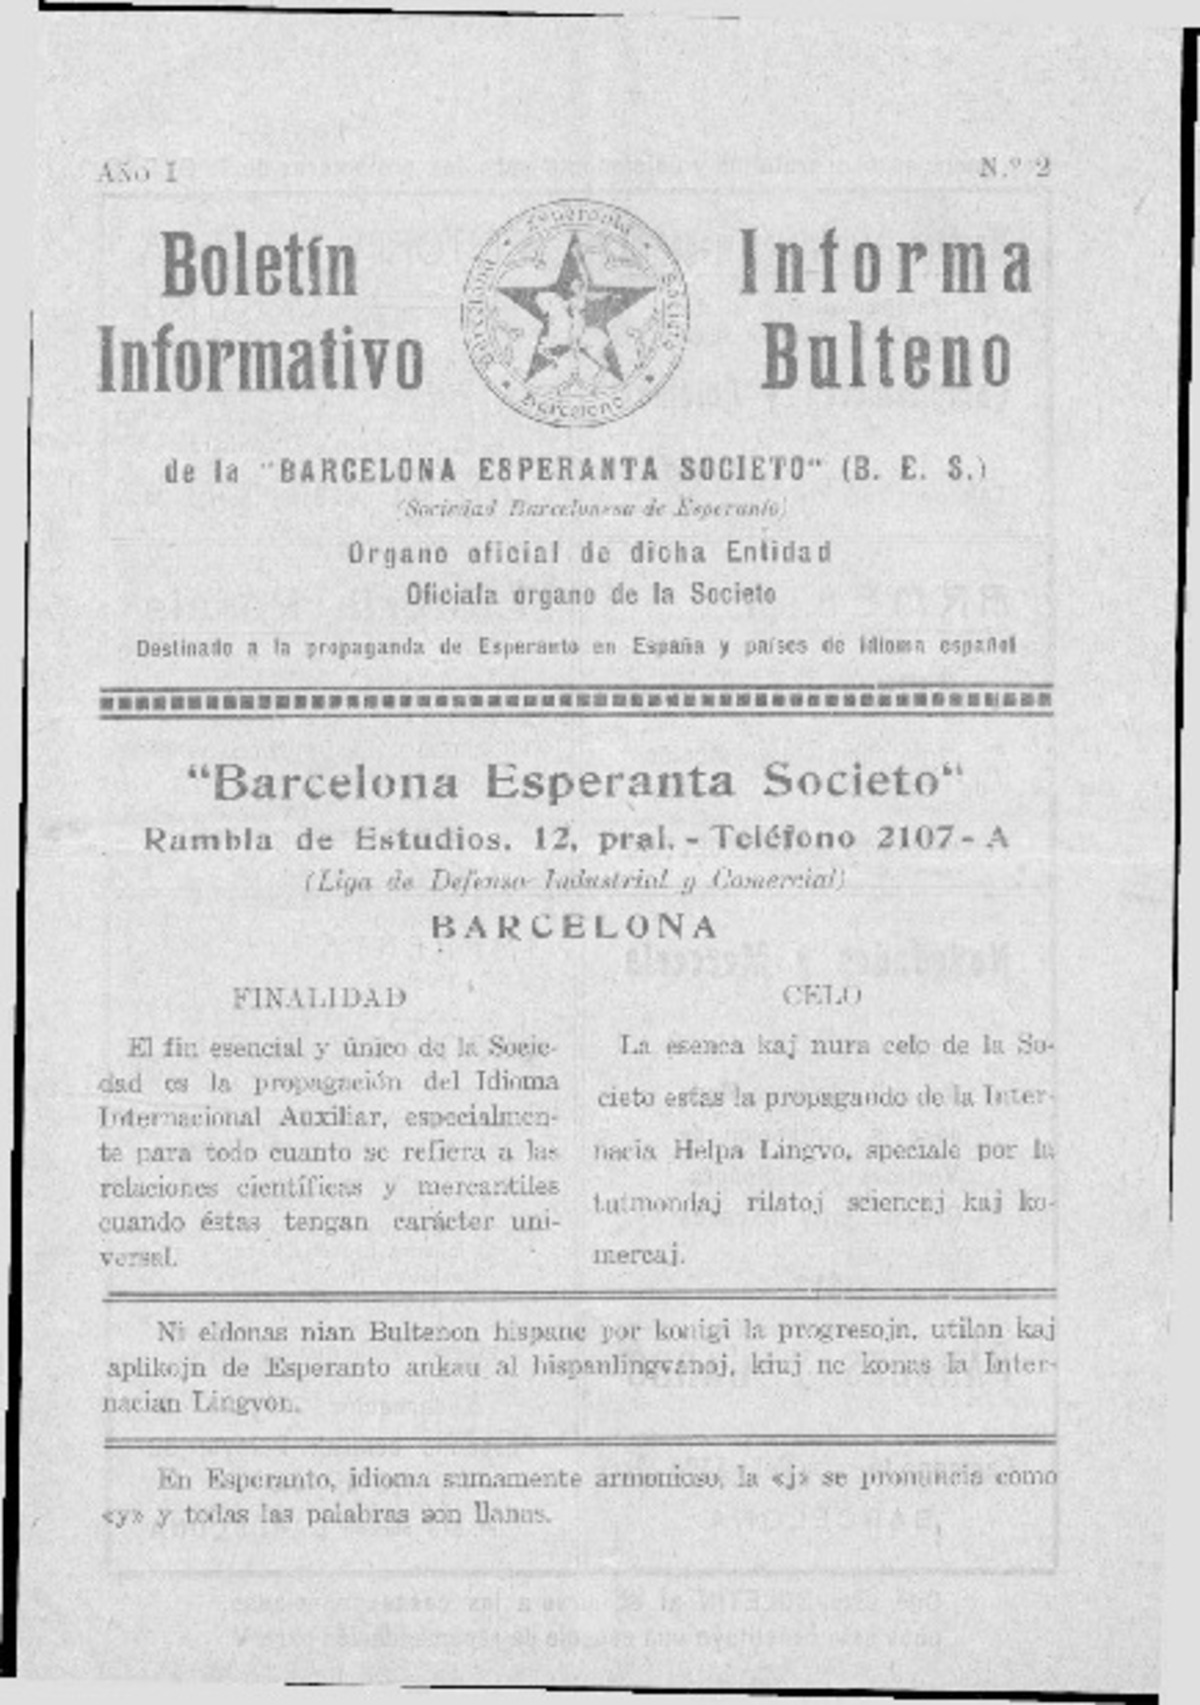 AÑO I
N.º 2
Boletín
Informativo
Informa
Bulteno
Esperanta Societo Barcelono
de la "BARCELONA ESPERANTA SOCIETO" (B. E. S.)
(Sociedad Barcelonesa de Esperanto)
Organo oficial de dicha Entidad
Oficiala organo de la Societo
Destinado a la propaganda de Esperanto en España y países de idioma español
"Barcelona Esperanta Societo"
Rambla de Estudios, 12, pral. - Teléfono 2107 - A
(Liga de Defensa Industrial y Comercial)
BARCELONA
FINALIDAD
El fin esencial y único de la Socie-
dad es la propagación del Idioma
Internacional Auxiliar, especialmen-
te para todo cuanto se refiera a las
relaciones científicas y mercantiles
cuando éstas tengan carácter uni-
versal.
CELO
La esenca kaj nura celo de la So-
cieto estas la propagando de la Inter-
nacia Helpa Lingvo, speciale por la
tutmondaj rilatoj sciencaj kaj ko-
mercaj.
Ni eldonas nian Bultenon hispane por konigi la progresojn, utilon kaj
aplikojn de Esperanto ankau al hispanlingvanoj, kiuj ne konas la Inter-
nacian Lingvon.
En Esperanto, idioma sumamente armonioso, la «j» se pronuncia como
«y» y todas las palabras son llanas.